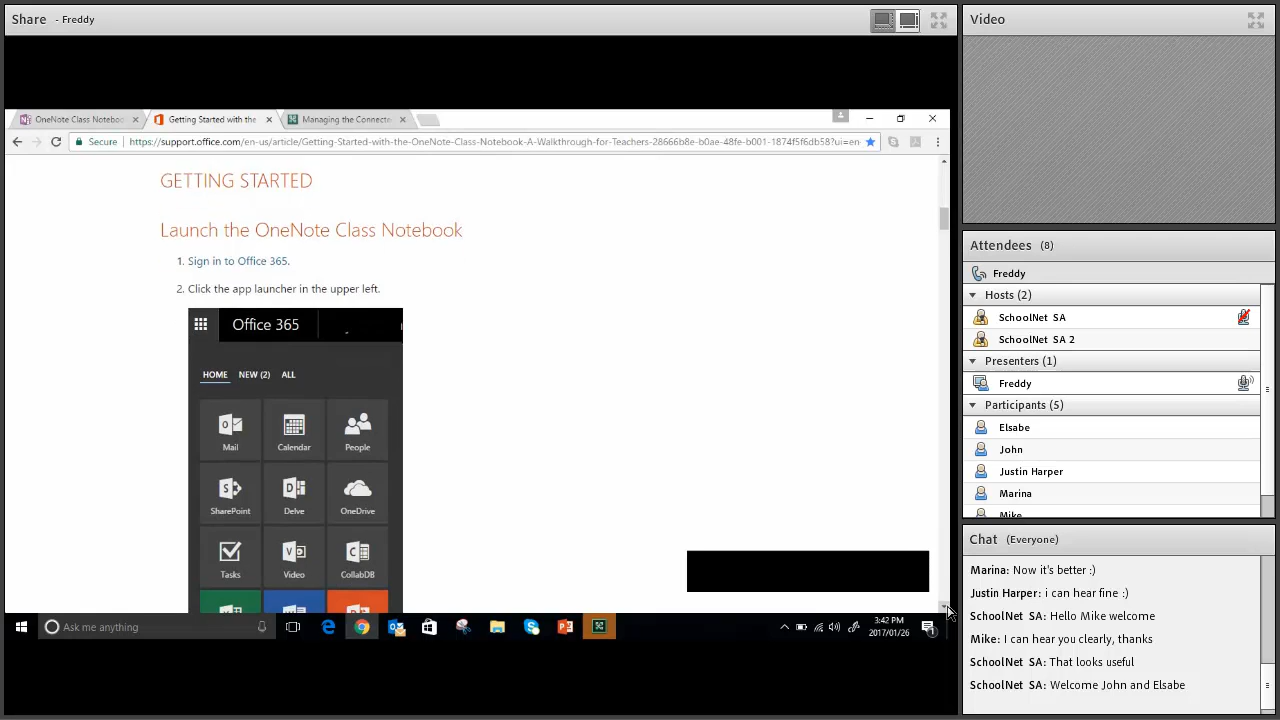 Share - Freddy
OneNote Class Notebo
Getting Started with the
Managing the Connecte
Secure
https://support.office.com/en-us/article/Getting-Started-with-the-OneNote-Class-Notebook-A-Walkthrough-for-Teachers-28666b8e-b0ae-48fe-b001-1874f5f6db58?ui=en-
GETTING STARTED
Launch the OneNote Class Notebook
1. Sign in to Office 365.
2. Click the app launcher in the upper left.
Office 365
HOME NEW (2) ALL
Mail Calendar People
SharePoint Delve OneDrive
Tasks Video CollabDB
Ask me anything
3:42 PM
2017/01/26
1
Video
Attendees (8)
Freddy
Hosts (2)
SchoolNet SA
SchoolNet SA 2
Presenters (1)
Freddy
Participants (5)
Elsabe
John
Justin Harper
Marina
Mike
Chat (Everyone)
Marina: Now it's better :)
Justin Harper: i can hear fine :)
SchoolNet SA: Hello Mike welcome
Mike: I can hear you clearly, thanks
SchoolNet SA: That looks useful
SchoolNet SA: Welcome John and Elsabe